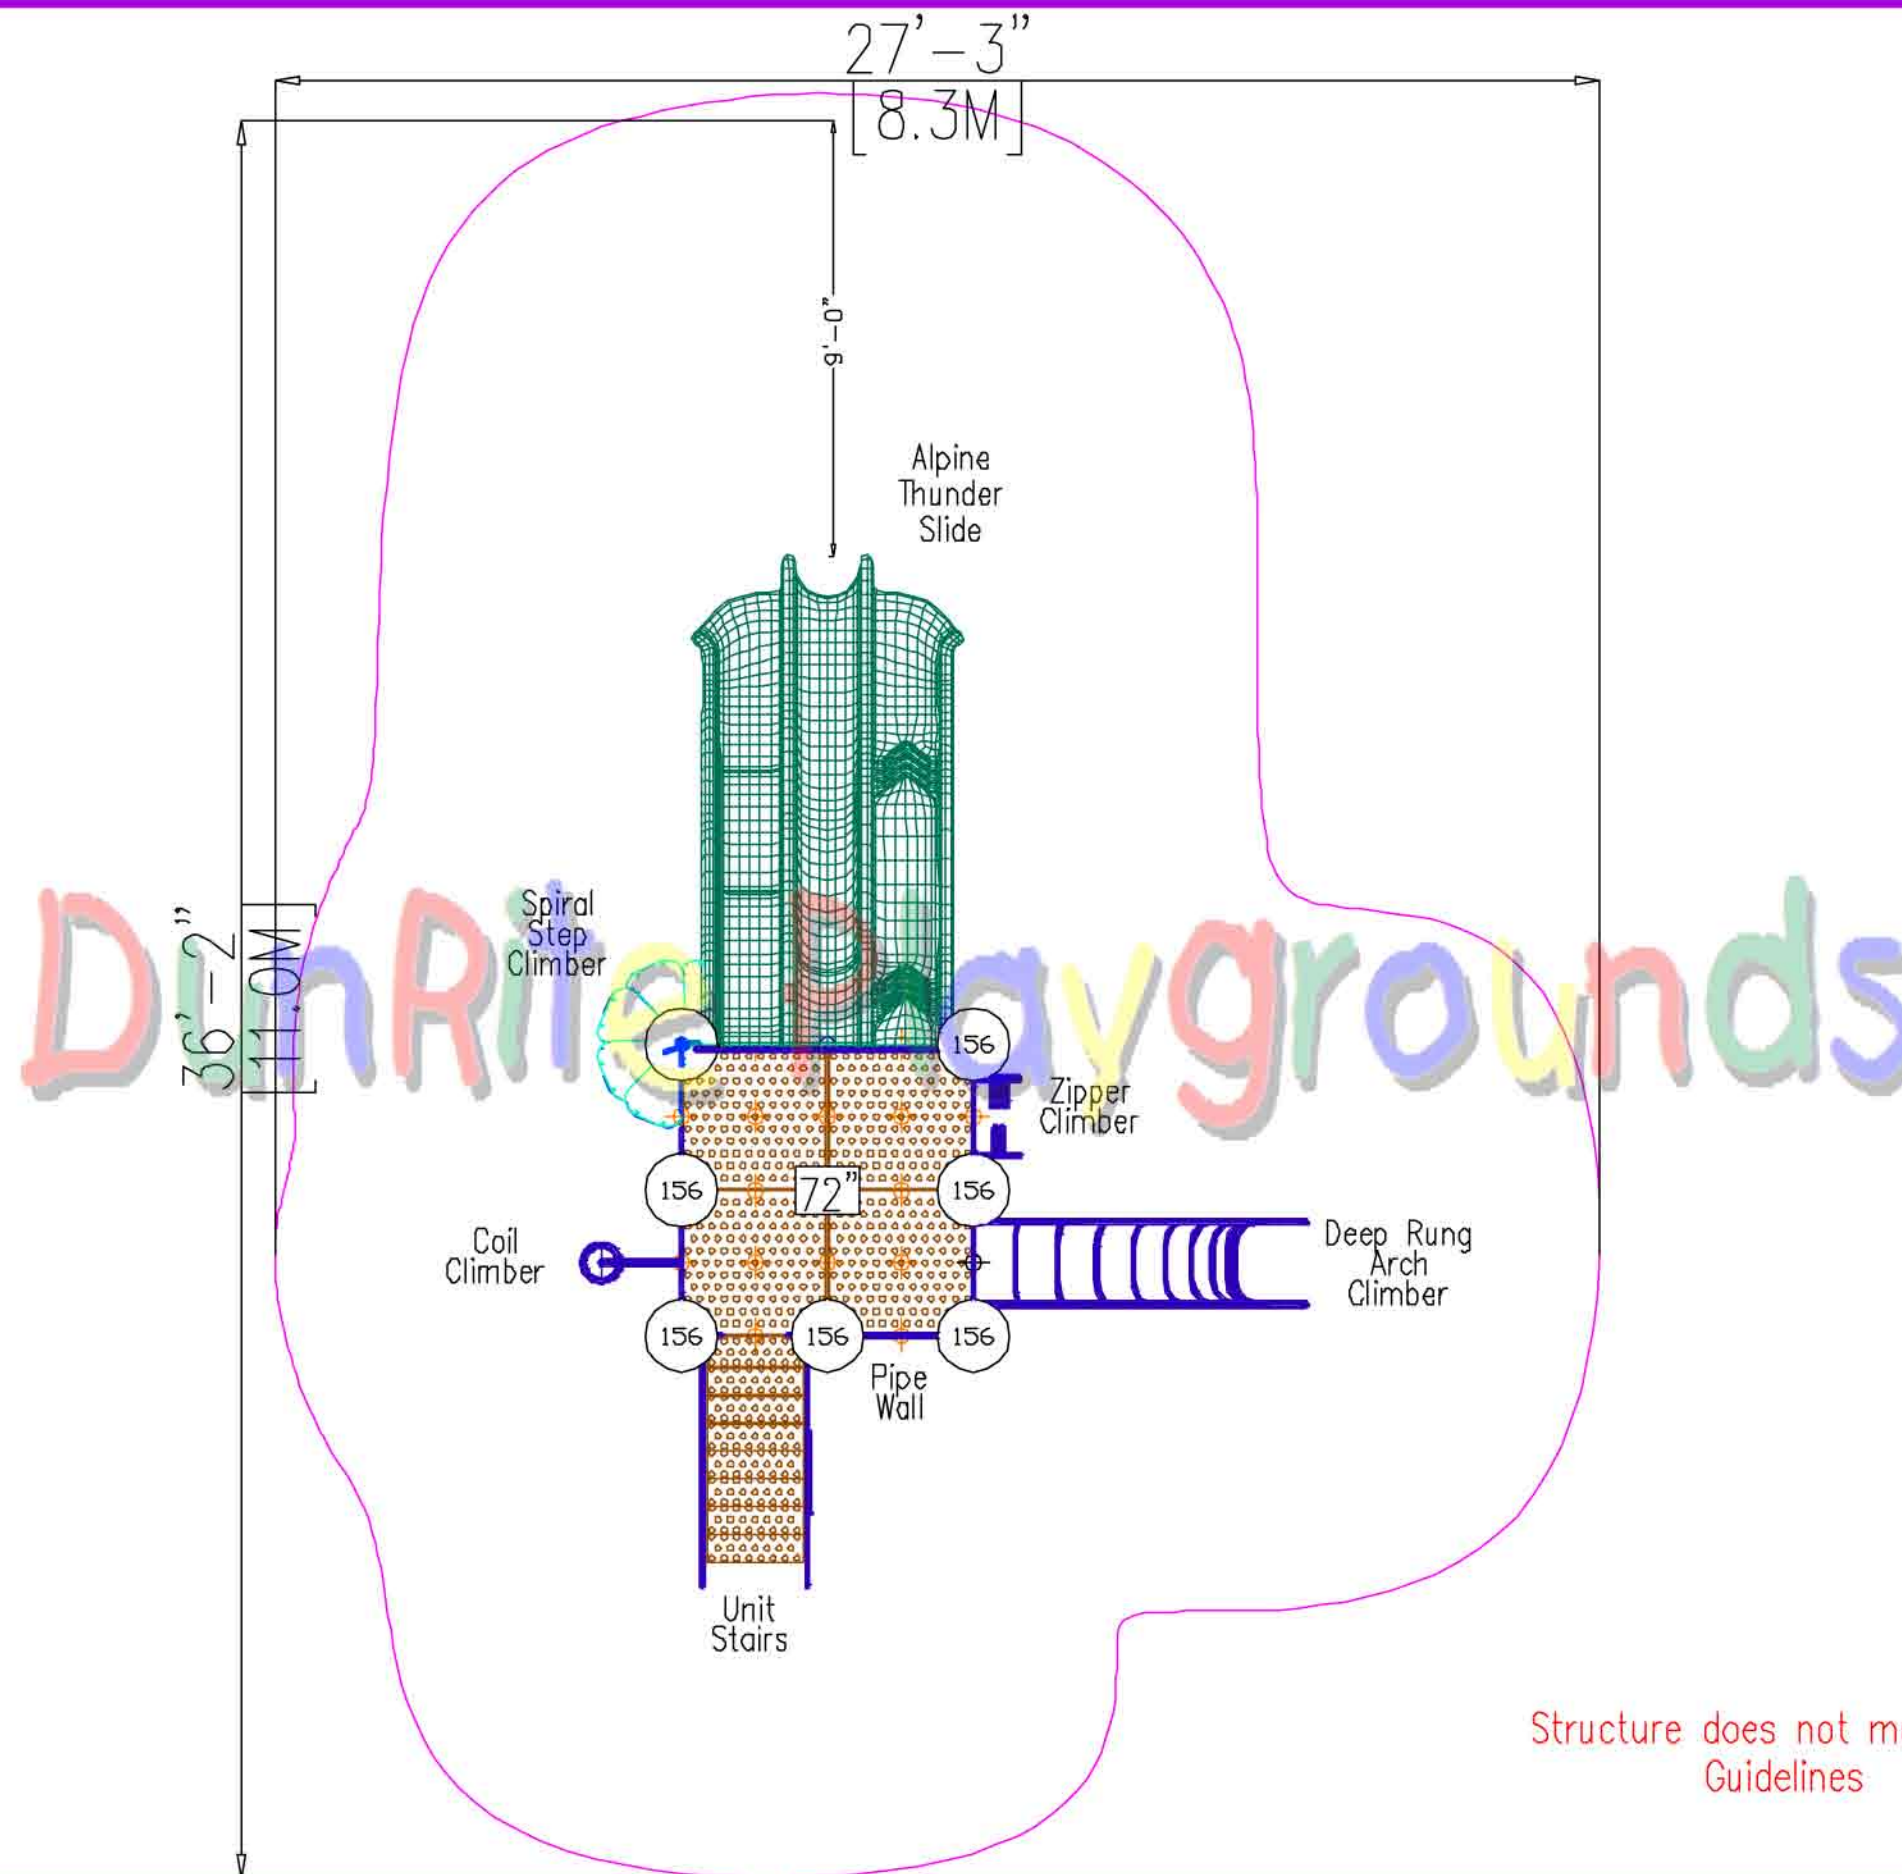 27'-3"
[8.3M]
9'-0"
Alpine
Thunder
Slide
36'-2"
[11.0M]
Spiral
Step
Climber
DunRite Playgrounds
156
Zipper
Climber
156
72"
156
Coil
Climber
Deep Rung
Arch
Climber
156
156
156
Pipe
Wall
Unit
Stairs
Structure does not m
Guidelines